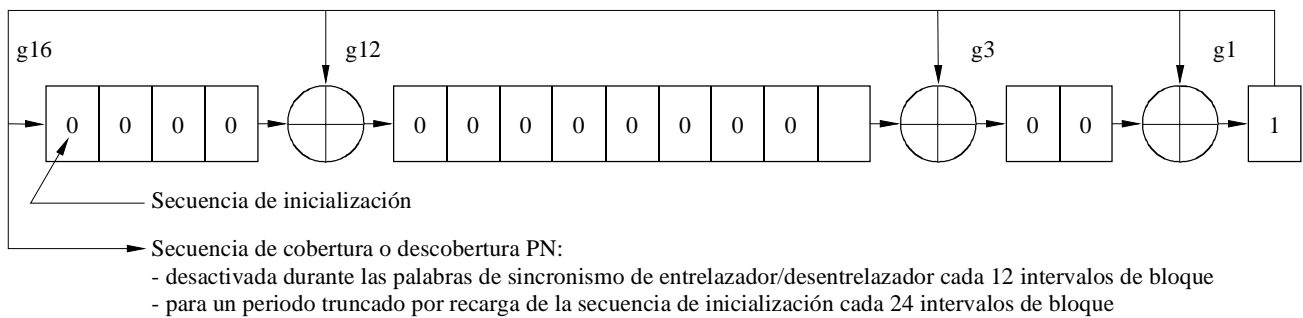 g16 g12 g3 g1
0 0 0 0 0 0 0 0 0 0 0 0 0 0 1
Secuencia de inicialización
Secuencia de cobertura o descobertura PN:
- desactivada durante las palabras de sincronismo de entrelazador/desentrelazador cada 12 intervalos de bloque
- para un periodo truncado por recarga de la secuencia de inicialización cada 24 intervalos de bloque